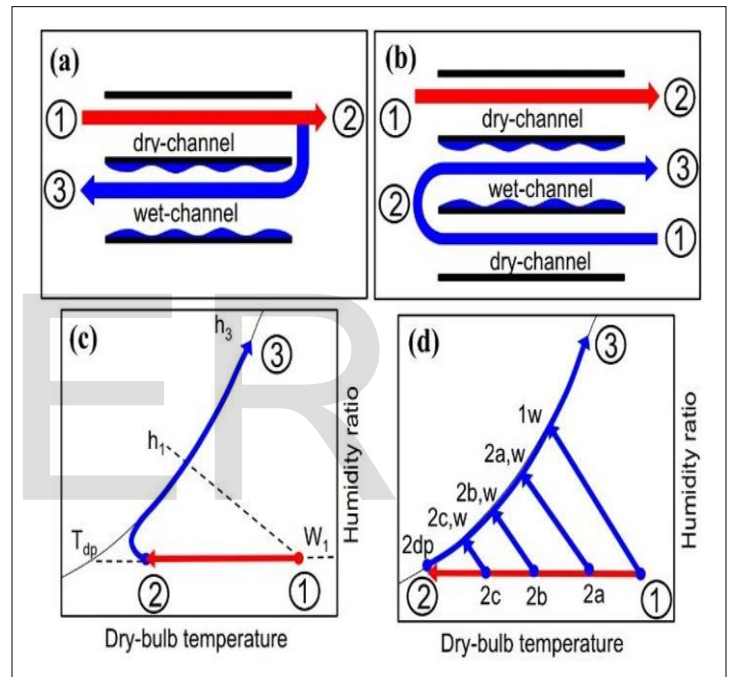 (a)
① ②
dry-channel
③
wet-channel
(b)
① ②
dry-channel
③
② wet-channel
①
dry-channel
(c)
h3
③
h1
Tdp W1
② ①
Humidity ratio
Dry-bulb temperature
(d)
③
1w
2a,w
2b,w
2c,w
2dp
② 2c 2b 2a ①
Humidity ratio
Dry-bulb temperature
ER